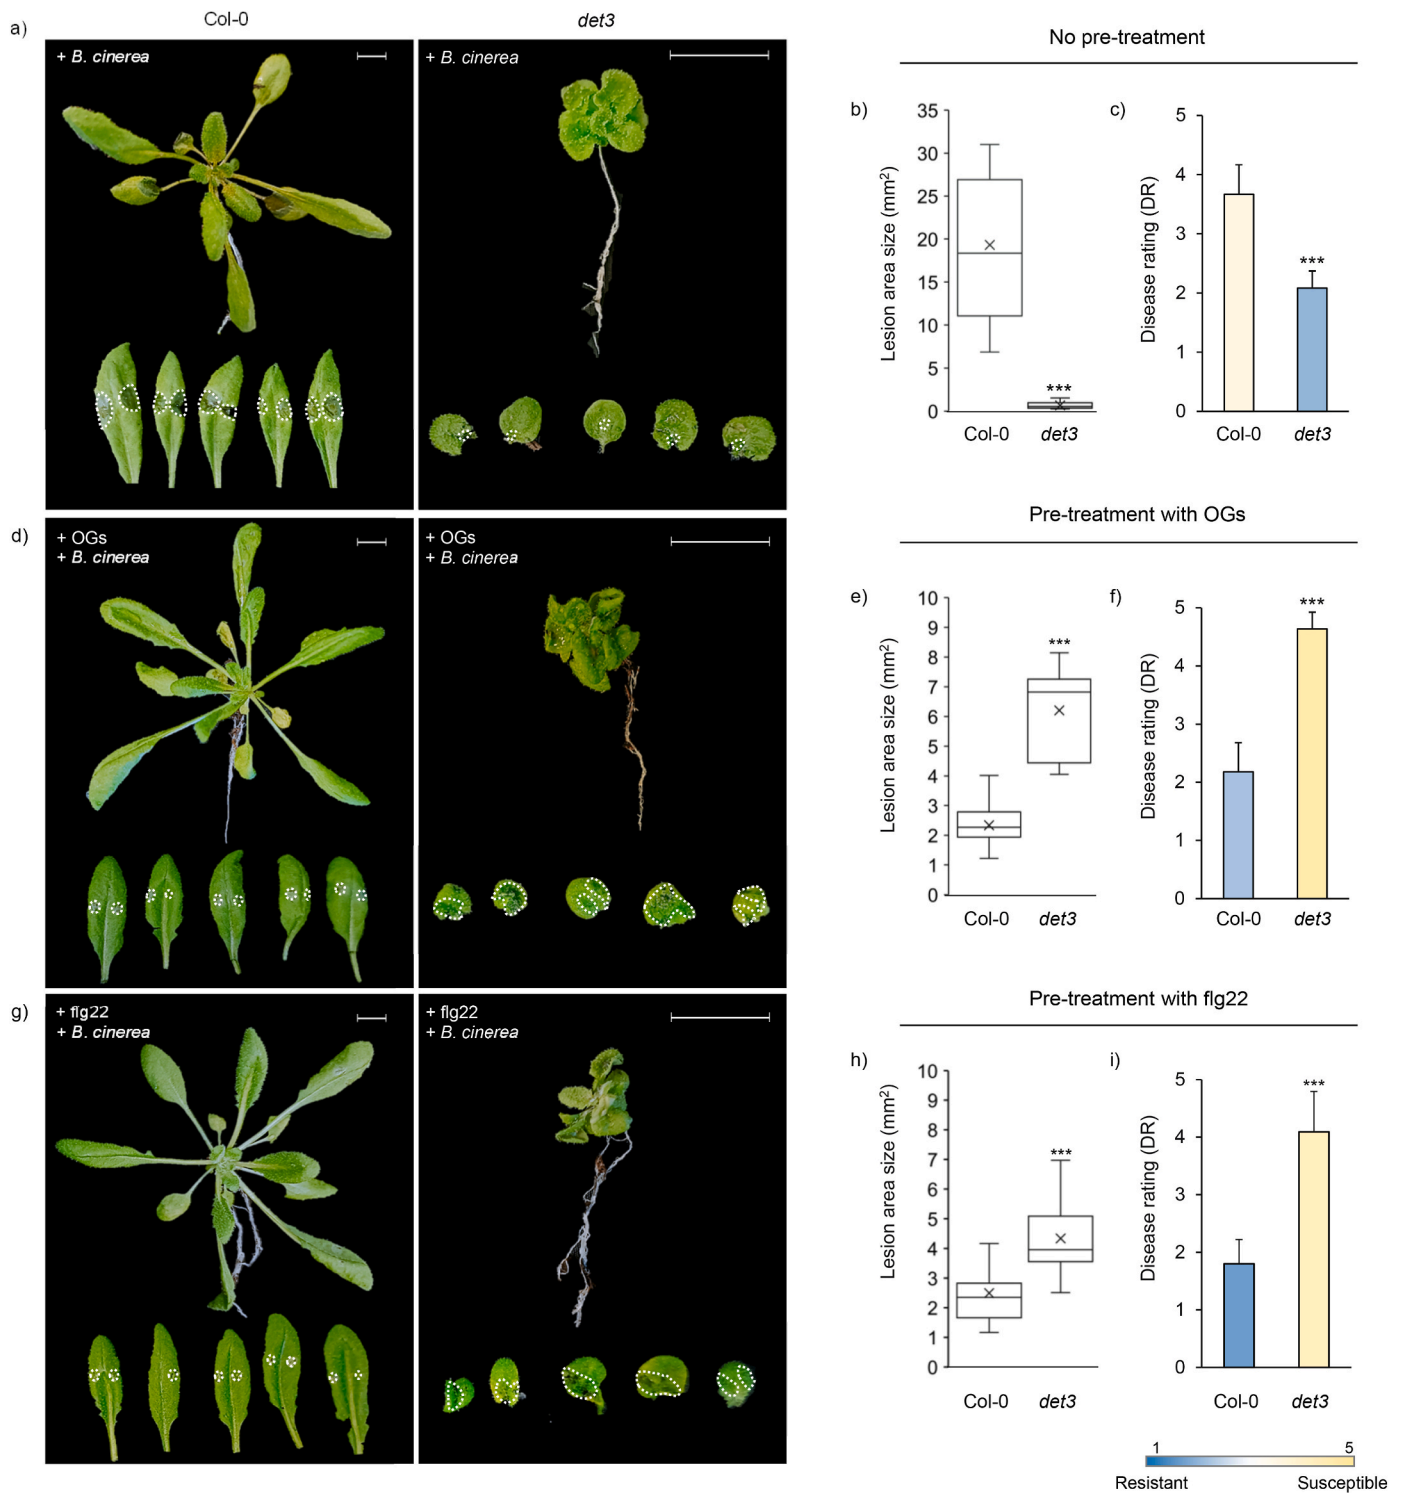 Col-0
det3
a)
+ B. cinerea
+ B. cinerea
No pre-treatment
b)
35
30
25
20
15
10
5
0
Lesion area size (mm²)
***
Col-0
det3
c)
5
4
3
2
1
0
Disease rating (DR)
***
Col-0
det3
d)
+ OGs
+ B. cinerea
+ OGs
+ B. cinerea
Pre-treatment with OGs
e)
10
9
8
7
6
5
4
3
2
1
0
Lesion area size (mm²)
***
Col-0
det3
f)
5
4
3
2
1
0
Disease rating (DR)
***
Col-0
det3
g)
+ flg22
+ B. cinerea
+ flg22
+ B. cinerea
Pre-treatment with flg22
h)
10
9
8
7
6
5
4
3
2
1
0
Lesion area size (mm²)
***
Col-0
det3
i)
5
4
3
2
1
0
Disease rating (DR)
***
Col-0
det3
1
5
Resistant
Susceptible